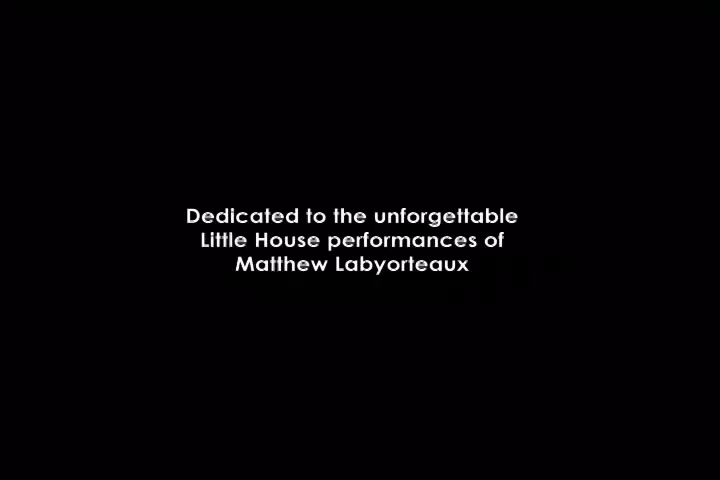 Dedicated to the unforgettable
Little House performances of
Matthew Labyorteaux